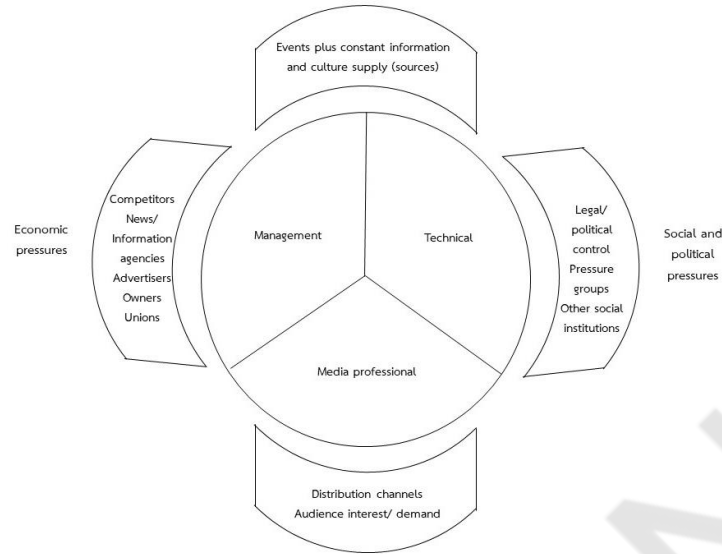 Events plus constant information
and culture supply (sources)
Economic
pressures
Competitors
News/
Information
agencies
Advertisers
Owners
Unions
Management
Technical
Media professional
Legal/
political
control
Pressure
groups
Other social
institutions
Social and
political
pressures
Distribution channels
Audience interest/ demand